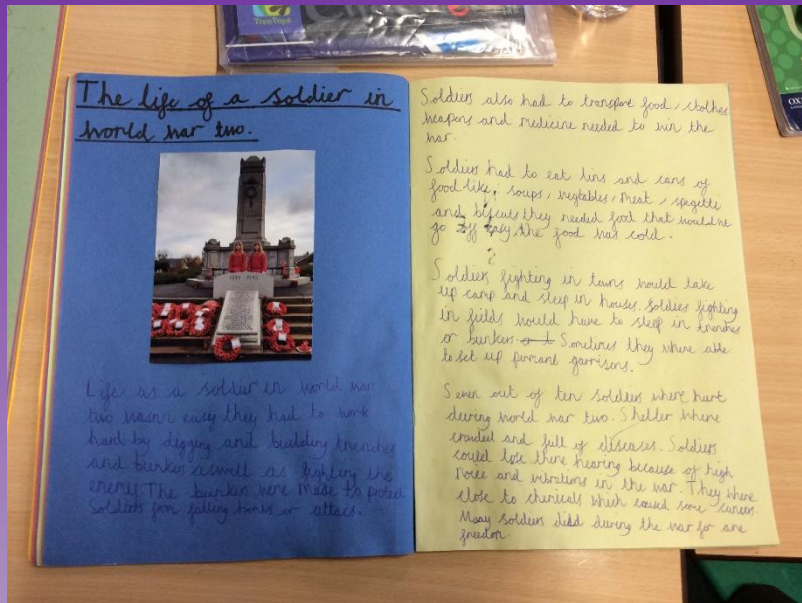 TreeTops
The life of a soldier in
world war two.
1939-1945
Life as a soldier in world war
two wasn't easy they had to work
hard by digging and building trenches
and bunkers aswell as fighting the
enemy. The bunker were made to protect
Soldiers from falling bombs or attacs.
Soldiers also had to transport food, clothes
weapons and medicine needed to win the
war.
Soldiers had to eat tins and cans of
food like; soups, vegtables, meat, spagetti
and biscuits they needed food that wouldn't
go off easy, the food was cold.
Soldiers fighting in towns would take
up camp and sleep in houses. Soldiers fighting
in fields would have to sleep in trenches
or bunkers. Sometimes they where able
to set up garrisons.
Seven out of ten soldiers where hurt
during world war two. Shelter where
crowded and full of diseases. Soldiers
could lose there hearing because of high
noice and vibrations in the war. They where
close to chemicals which caused some cancers.
Many soldiers died during the war for are
freedom
OX